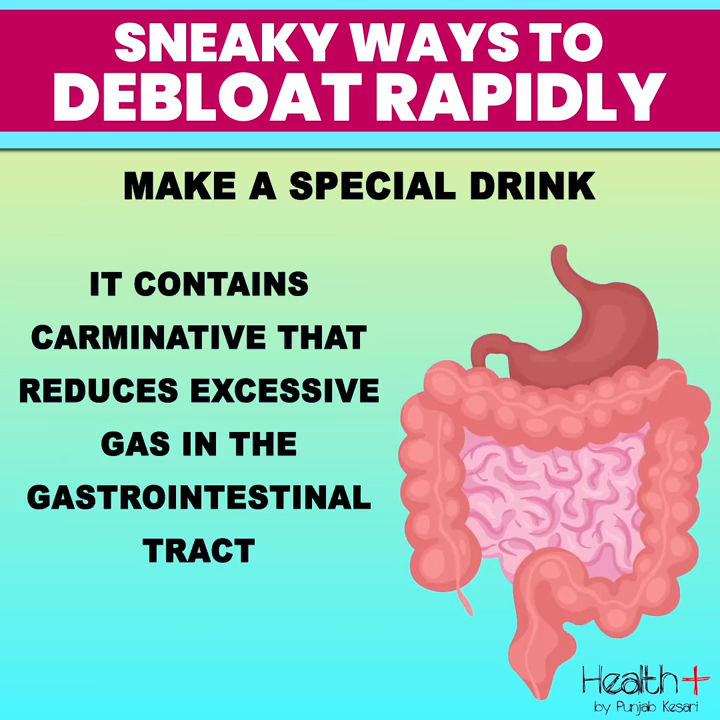 SNEAKY WAYS TO
DEBLOAT RAPIDLY
MAKE A SPECIAL DRINK
IT CONTAINS
CARMINATIVE THAT
REDUCES EXCESSIVE
GAS IN THE
GASTROINTESTINAL
TRACT
Health+
by Punjab Kesari